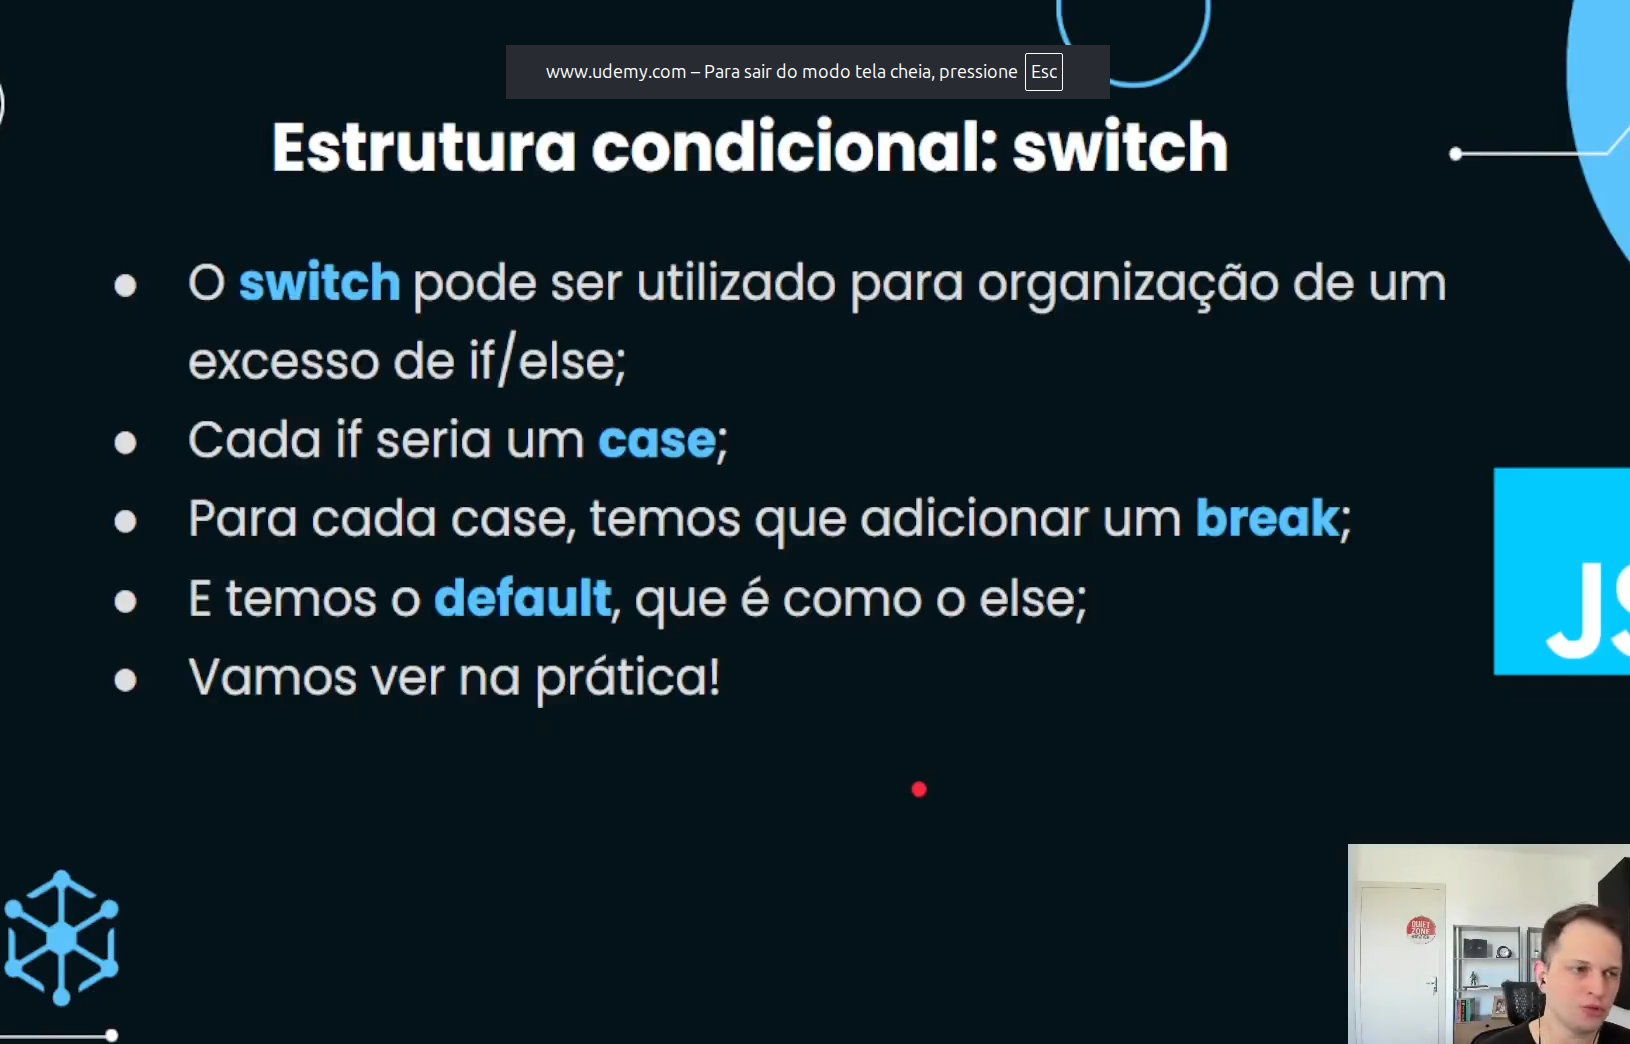 www.udemy.com – Para sair do modo tela cheia, pressione Esc
Estrutura condicional: switch
● O switch pode ser utilizado para organização de um
excesso de if/else;
● Cada if seria um case;
● Para cada case, temos que adicionar um break;
● E temos o default, que é como o else;
● Vamos ver na prática!
JS
QUIET
ZONE